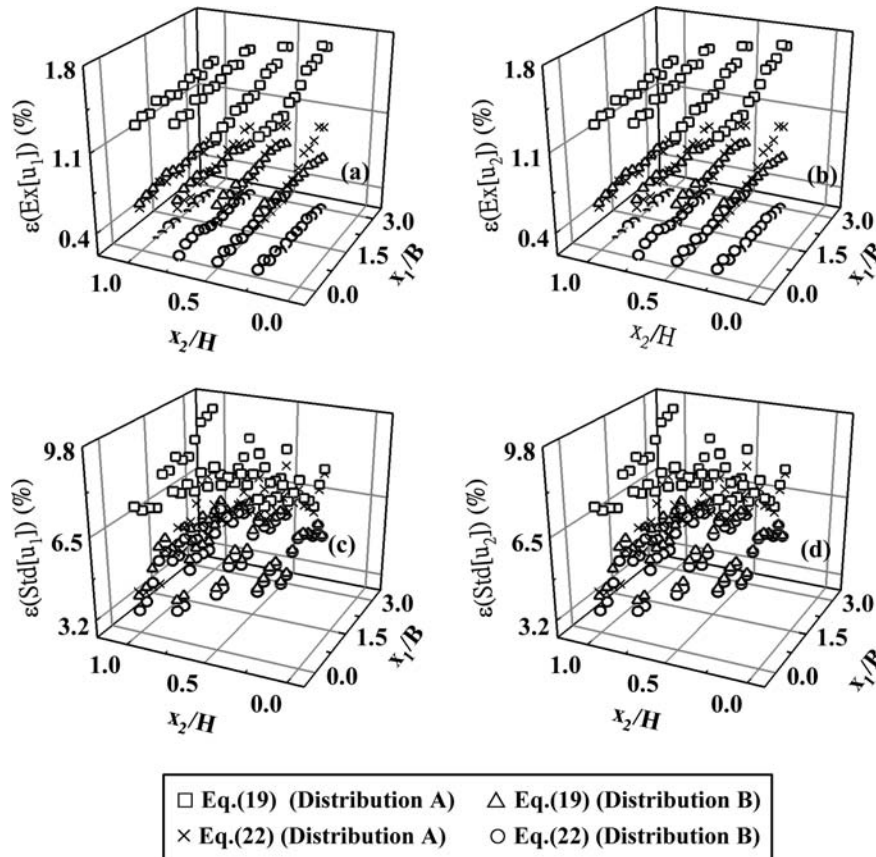 1.8
1.1
0.4
ε(Ex[u₁]) (%)
(a)
1.0
0.5
0.0
x₂/H
0.0
1.5
3.0
x₁/B
1.8
1.1
0.4
ε(Ex[u₂]) (%)
(b)
1.0
0.5
0.0
x₂/H
0.0
1.5
3.0
x₁/B
9.8
6.5
3.2
ε(Std[u₁]) (%)
(c)
1.0
0.5
0.0
x₂/H
0.0
1.5
3.0
x₁/B
9.8
6.5
3.2
ε(Std[u₂]) (%)
(d)
1.0
0.5
0.0
x₂/H
0.0
1.5
3.0
x₁/B
Eq.(19) (Distribution A)
Eq.(19) (Distribution B)
Eq.(22) (Distribution A)
Eq.(22) (Distribution B)